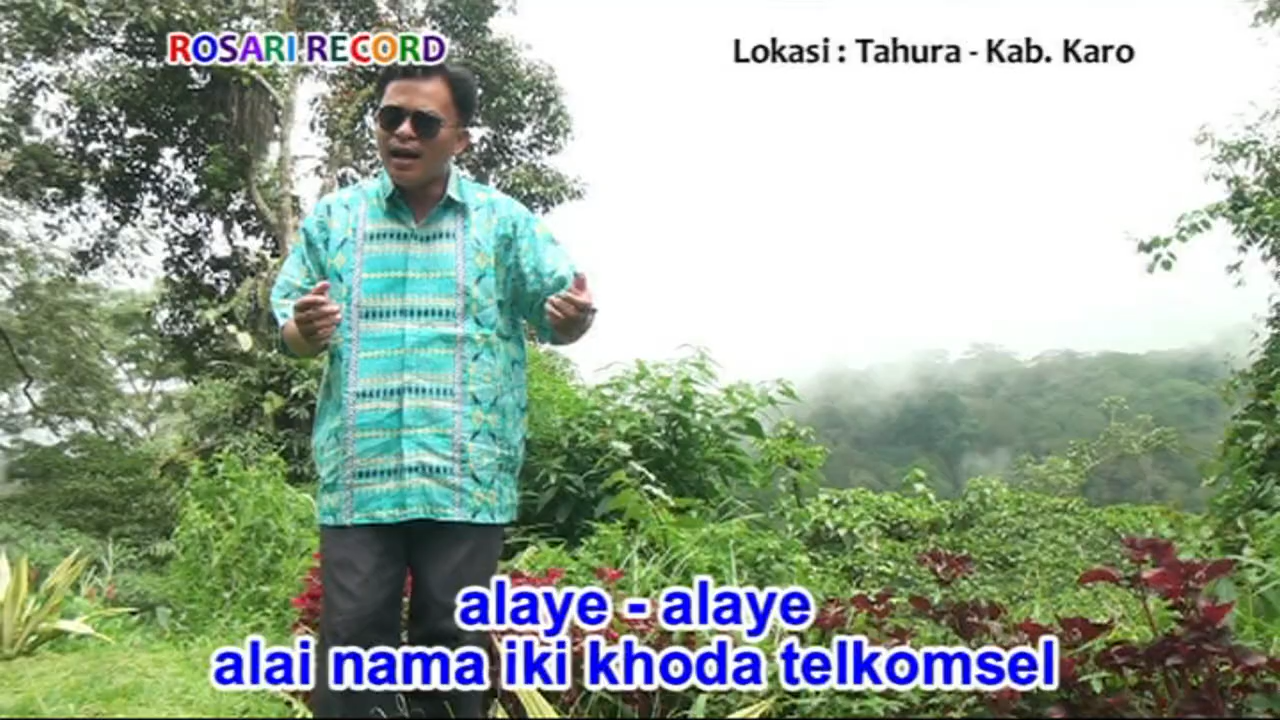 ROSARI RECORD
Lokasi : Tahura - Kab. Karo
alaye - alaye
alai nama iki khoda telkomsel